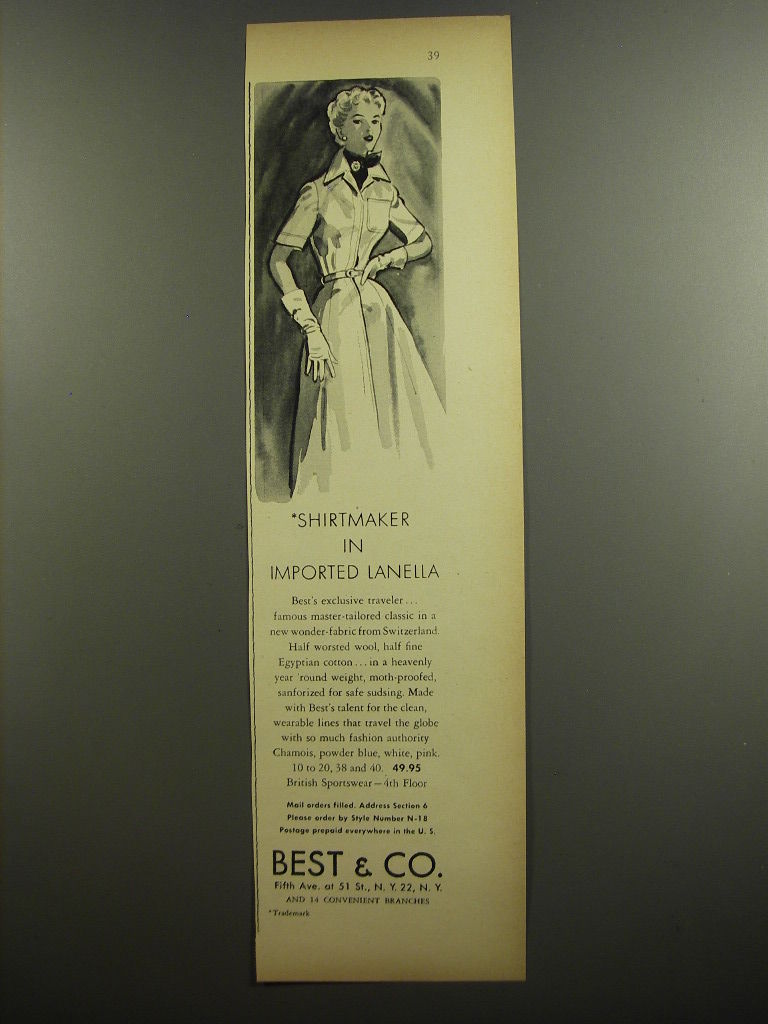 39
*SHIRTMAKER
IN
IMPORTED LANELLA
Best's exclusive traveler...
famous master-tailored classic in a
new wonder-fabric from Switzerland.
Half worsted wool, half fine
Egyptian cotton...in a heavenly
year 'round weight, moth-proofed,
sanforized for safe sudsing. Made
with Best's talent for the clean,
wearable lines that travel the globe
with so much fashion authority
Chamois, powder blue, white, pink.
10 to 20, 38 and 40. 49.95
British Sportswear—4th Floor
Mail orders filled. Address Section 6
Please order by Style Number N-18
Postage prepaid everywhere in the U. S.
BEST & CO.
Fifth Ave. at 51 St., N. Y. 22, N. Y.
AND 14 CONVENIENT BRANCHES
*Trademark